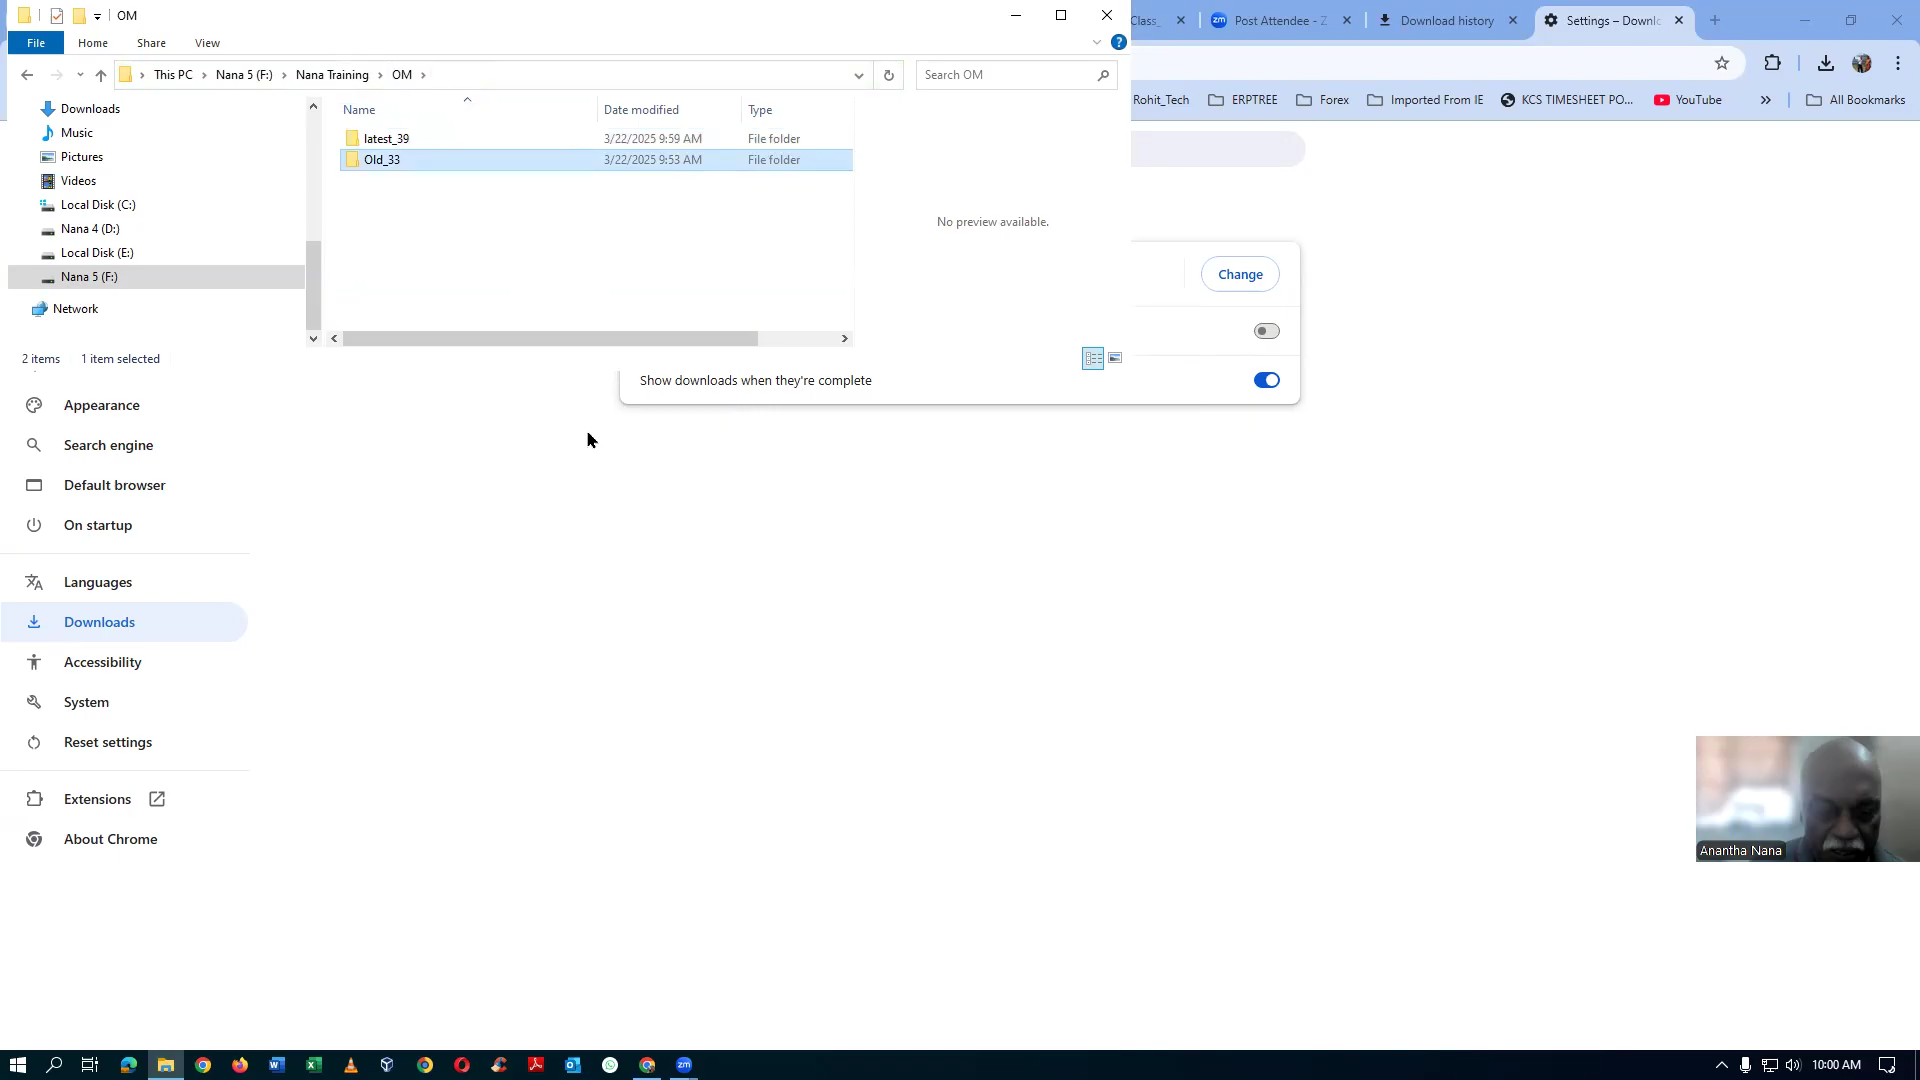 OM
File Home Share View
This PC Nana 5 (F:) Nana Training OM
Search OM
Downloads
Music
Pictures
Videos
Local Disk (C:)
Nana 4 (D:)
Local Disk (E:)
Nana 5 (F:)
Network
Name Date modified Type
latest_39 3/22/2025 9:59 AM File folder
Old_33 3/22/2025 9:53 AM File folder
No preview available.
2 items 1 item selected
Class_ Post Attendee - Z Download history Settings – Downlo
Rohit_Tech ERPTREE Forex Imported From IE KCS TIMESHEET PO... YouTube » All Bookmarks
Change
Show downloads when they're complete
Appearance
Search engine
Default browser
On startup
Languages
Downloads
Accessibility
System
Reset settings
Extensions
About Chrome
Anantha Nana
10:00 AM